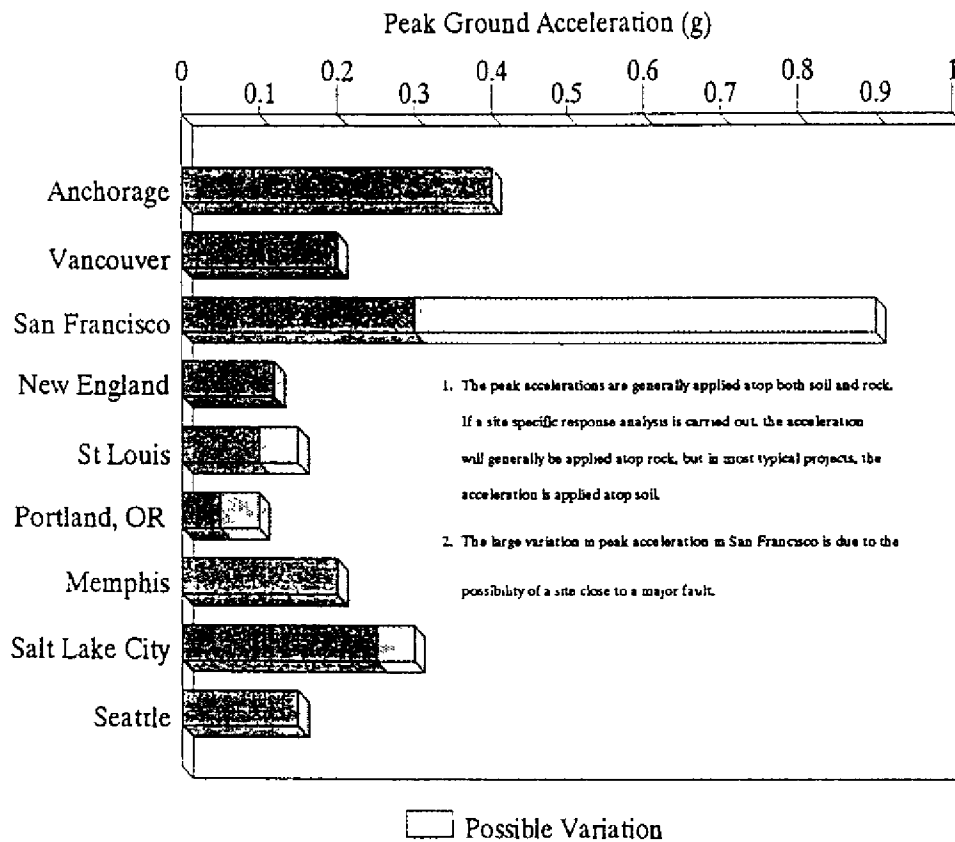 Peak Ground Acceleration (g)
0 0.2 0.4 0.6 0.8 1
0.1 0.3 0.5 0.7 0.9
Anchorage
Vancouver
San Francisco
New England
St Louis
Portland, OR
Memphis
Salt Lake City
Seattle
1. The peak accelerations are generally applied atop both soil and rock.
If a site specific response analysis is carried out, the acceleration
will generally be applied atop rock, but in most typical projects, the
acceleration is applied atop soil.
2. The large variation in peak acceleration in San Francisco is due to the
possibility of a site close to a major fault.
Possible Variation